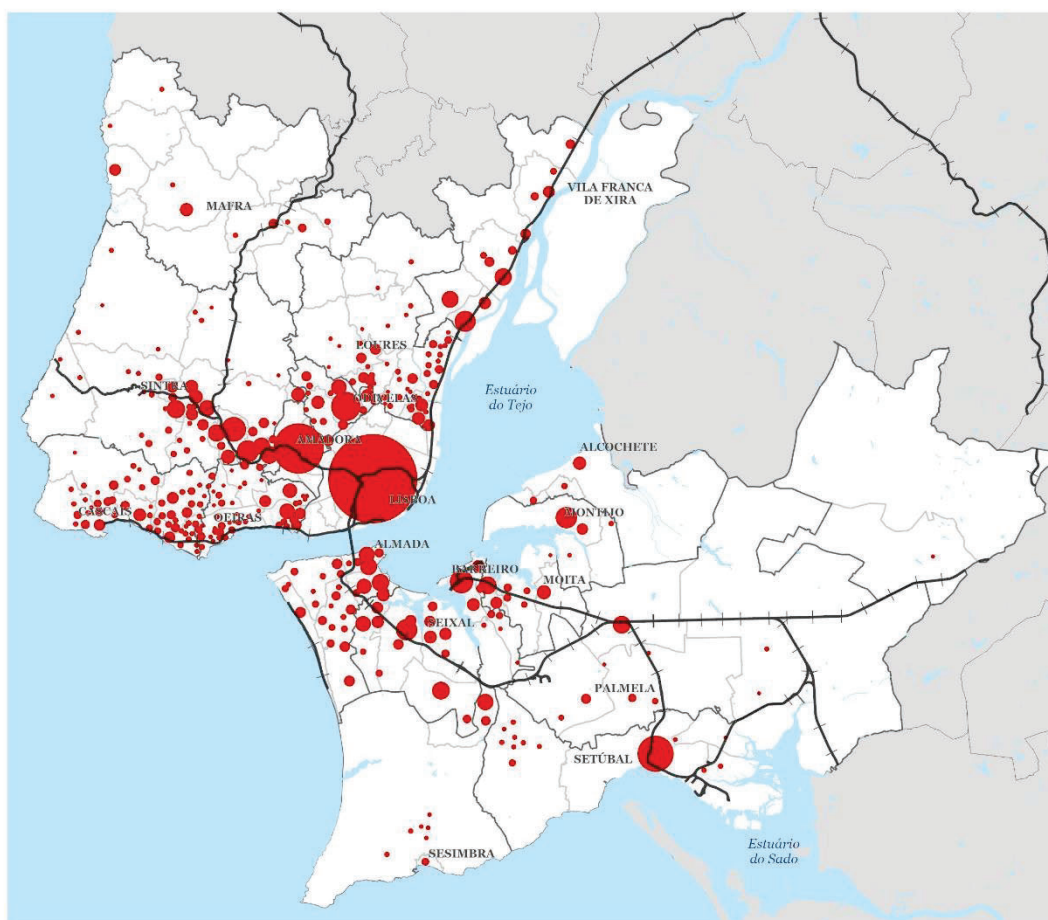 MAFRA
VILA FRANCA
DE XIRA
LOURES
SINTRA
ODIVELAS
Estuário
do Tejo
AMADORA
ALCOCHETE
LISBOA
CASCAIS
OEIRAS
MONTIJO
ALMADA
BARREIRO
MOITA
SEIXAL
PALMELA
SETÚBAL
Estuário
do Sado
SESIMBRA